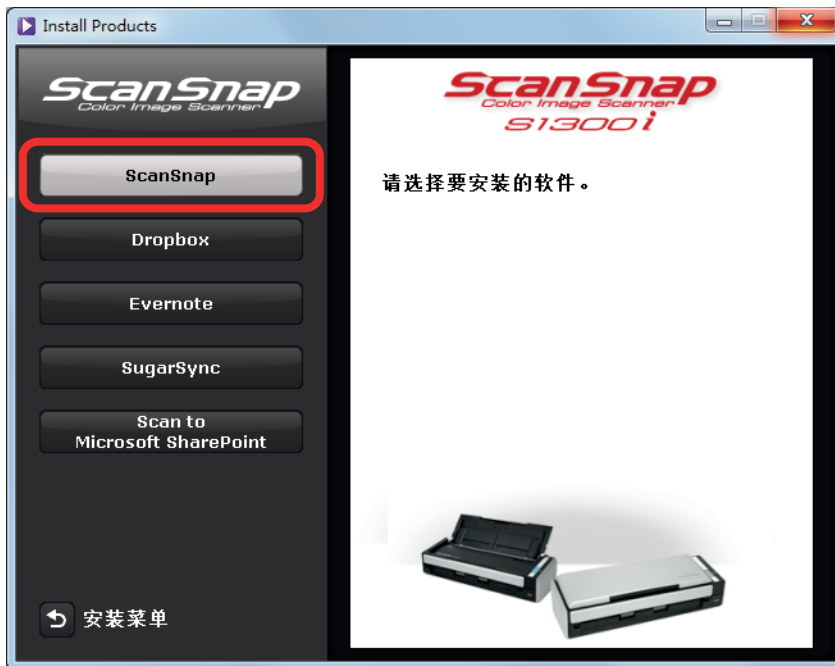 Install Products
ScanSnap
Color Image Scanner
ScanSnap
Dropbox
Evernote
SugarSync
Scan to
Microsoft SharePoint
安装菜单
ScanSnap
Color Image Scanner
S1300i
请选择要安装的软件。